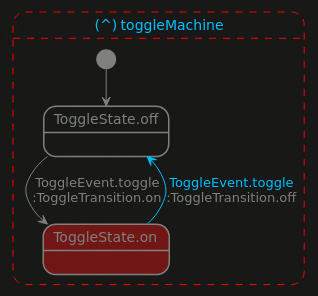 (^) toggleMachine
ToggleState.off
ToggleEvent.toggle
:ToggleTransition.on
ToggleEvent.toggle
:ToggleTransition.off
ToggleState.on